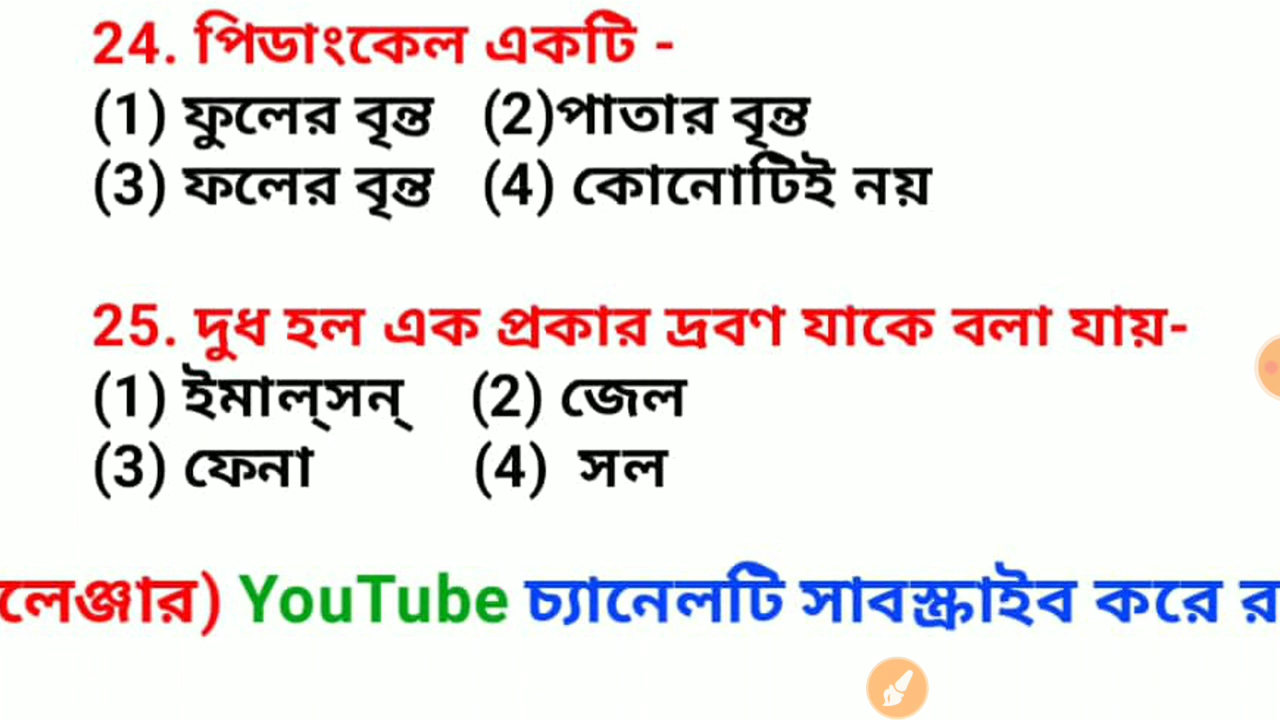 24. পিডাংকেল একটি -
(1) ফুলের বৃন্ত (2)পাতার বৃন্ত
(3) ফলের বৃন্ত (4) কোনোটিই নয়
25. দুধ হল এক প্রকার দ্রবণ যাকে বলা যায়-
(1) ইমাল্‌সন্ (2) জেল
(3) ফেনা (4) সল
লেঞ্জার) YouTube চ্যানেলটি সাবস্ক্রাইব করে র